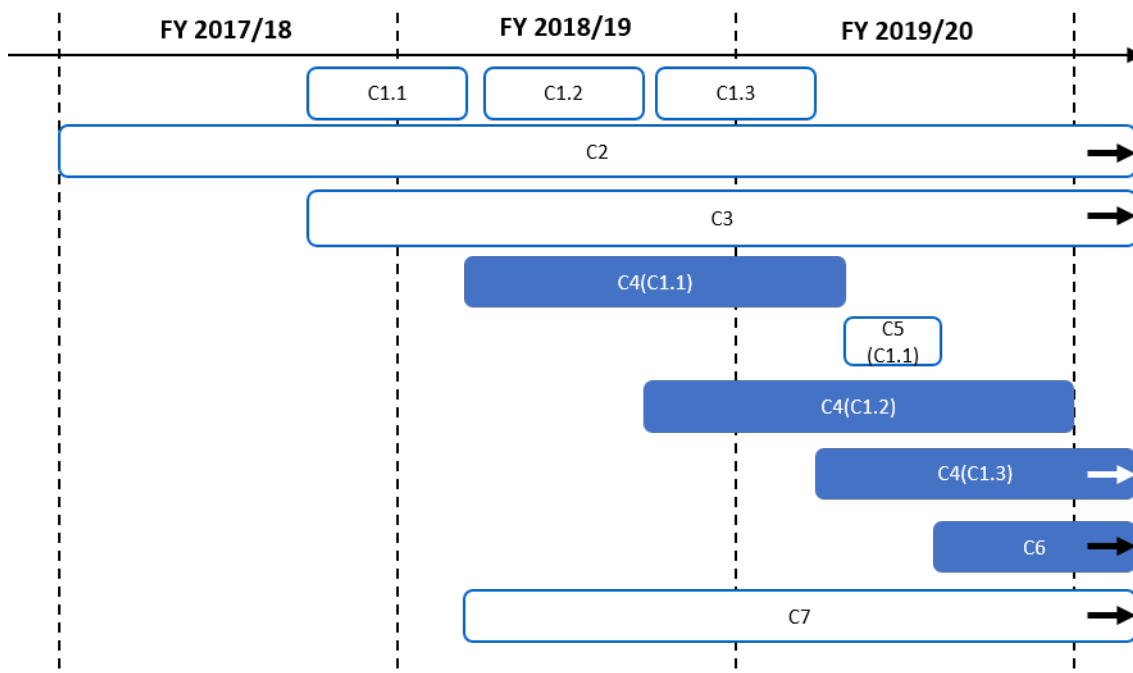 FY 2017/18 FY 2018/19 FY 2019/20
C1.1 C1.2 C1.3
C2
C3
C4(C1.1)
C5
(C1.1)
C4(C1.2)
C4(C1.3)
C6
C7